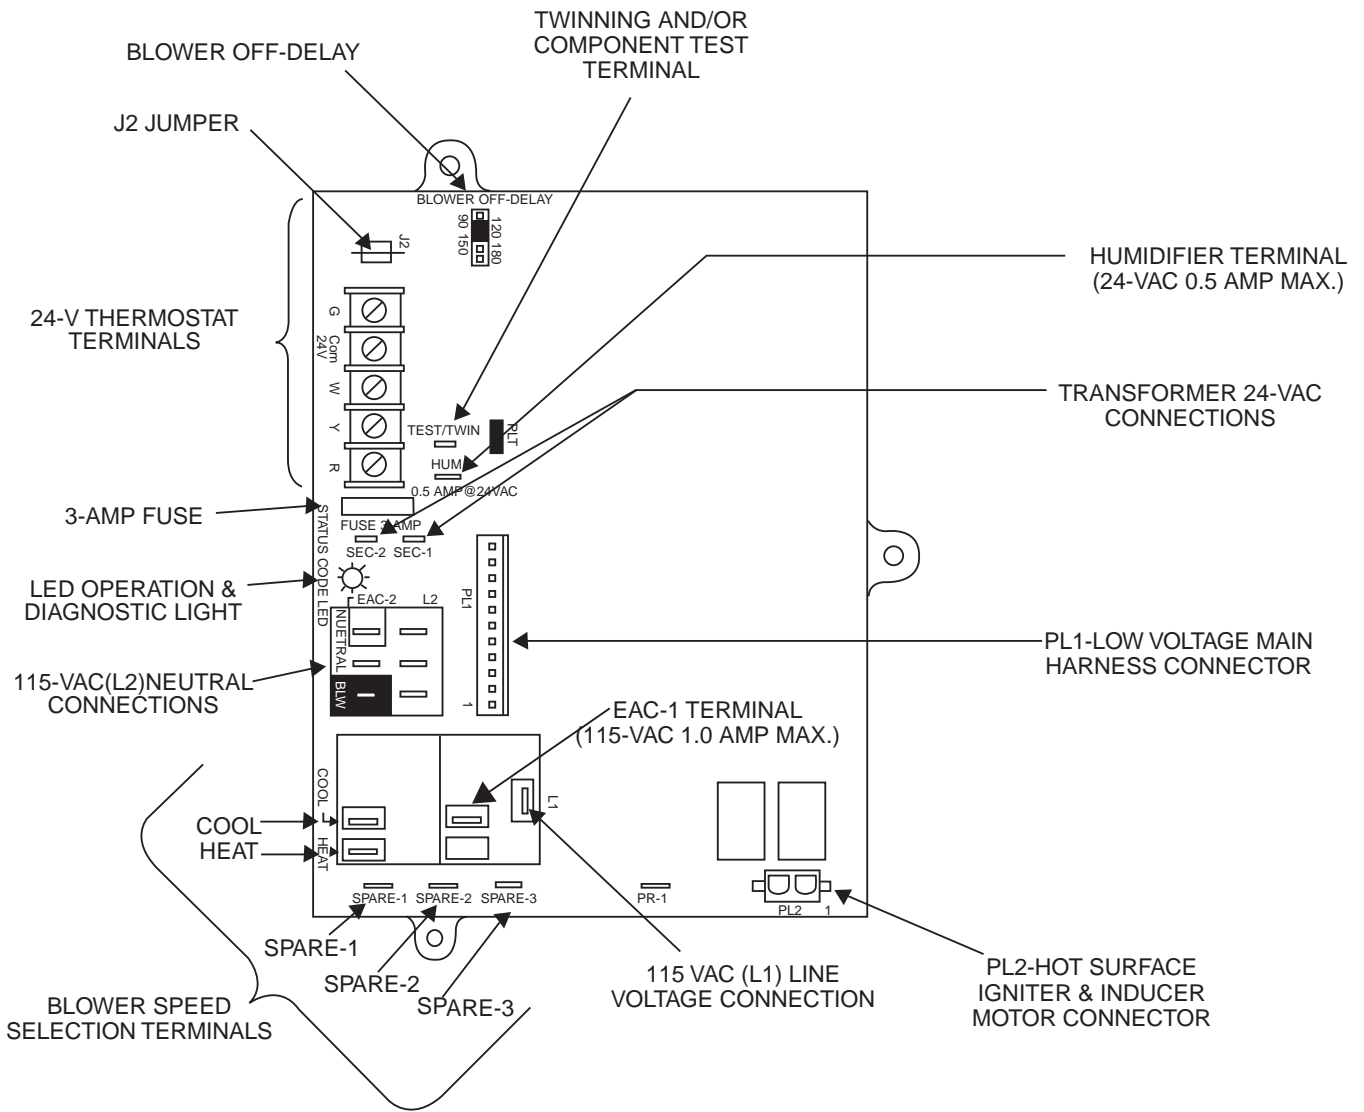 TWINNING AND/OR
COMPONENT TEST
TERMINAL
BLOWER OFF-DELAY
J2 JUMPER
BLOWER OFF-DELAY
90 150
120 180
J2
HUMIDIFIER TERMINAL
(24-VAC 0.5 AMP MAX.)
24-V THERMOSTAT
TERMINALS
G
Com
24V
W
Y
R
TRANSFORMER 24-VAC
CONNECTIONS
TEST/TWIN
PLT
HUM
0.5 AMP@24VAC
3-AMP FUSE
FUSE 3-AMP
STATUS CODE LED
SEC-2
SEC-1
LED OPERATION &
DIAGNOSTIC LIGHT
EAC-2
L2
NUETRAL
BLW
PL1
1
PL1-LOW VOLTAGE MAIN
HARNESS CONNECTOR
115-VAC(L2)NEUTRAL
CONNECTIONS
EAC-1 TERMINAL
(115-VAC 1.0 AMP MAX.)
COOL
HEAT
L1
COOL
HEAT
SPARE-1
SPARE-2
SPARE-3
PR-1
PL2
1
SPARE-1
SPARE-2
SPARE-3
115 VAC (L1) LINE
VOLTAGE CONNECTION
PL2-HOT SURFACE
IGNITER & INDUCER
MOTOR CONNECTOR
BLOWER SPEED
SELECTION TERMINALS